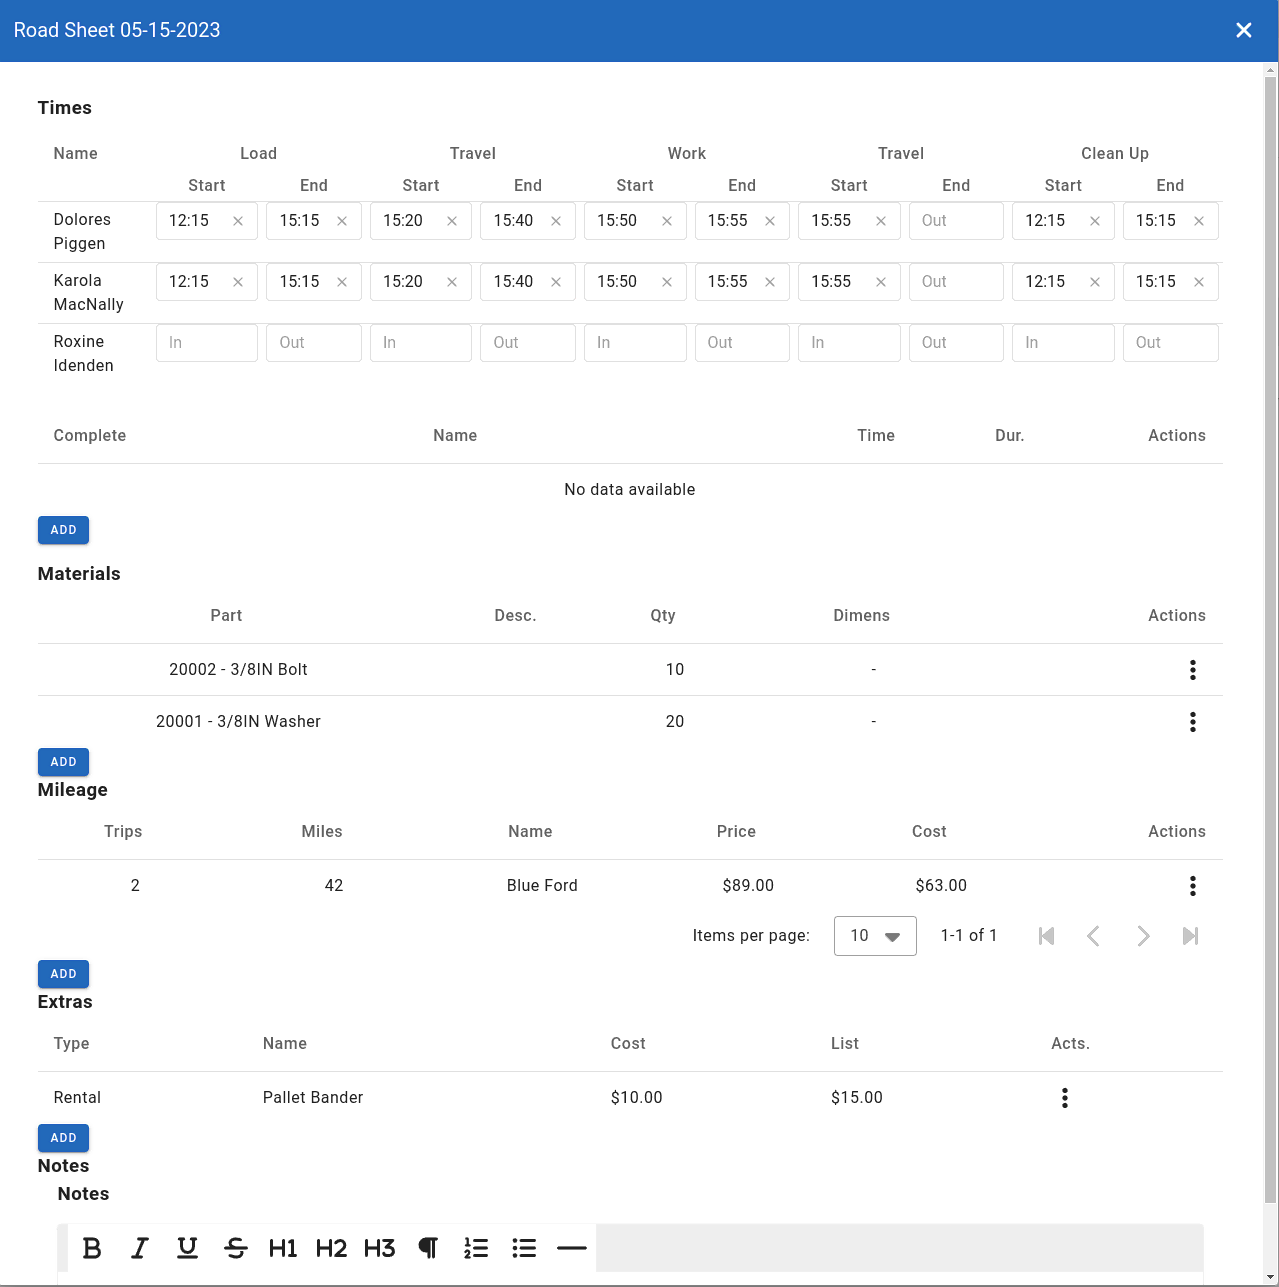 Road Sheet 05-15-2023
Times
Name Load Travel Work Travel Clean Up
Start End Start End Start End Start End Start End
Dolores Piggen 12:15 15:15 15:20 15:40 15:50 15:55 15:55 Out 12:15 15:15
Karola MacNally 12:15 15:15 15:20 15:40 15:50 15:55 15:55 Out 12:15 15:15
Roxine Idenden In Out In Out In Out In Out In Out
Complete Name Time Dur. Actions
No data available
ADD
Materials
Part Desc. Qty Dimens Actions
20002 - 3/8IN Bolt 10 -
20001 - 3/8IN Washer 20 -
ADD
Mileage
Trips Miles Name Price Cost Actions
2 42 Blue Ford $89.00 $63.00
Items per page: 10 1-1 of 1
ADD
Extras
Type Name Cost List Acts.
Rental Pallet Bander $10.00 $15.00
ADD
Notes
Notes
B I U S H1 H2 H3 ¶